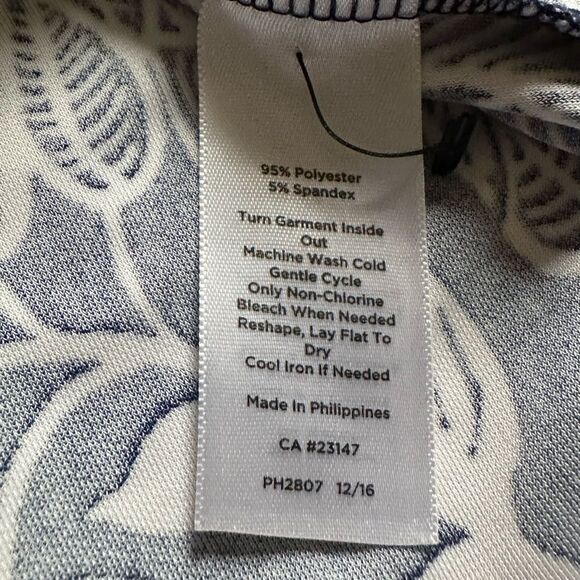 95% Polyester
5% Spandex
Turn Garment Inside
Out
Machine Wash Cold
Gentle Cycle
Only Non-Chlorine
Bleach When Needed
Reshape, Lay Flat To
Dry
Cool Iron If Needed
Made In Philippines
CA #23147
PH2807 12/16